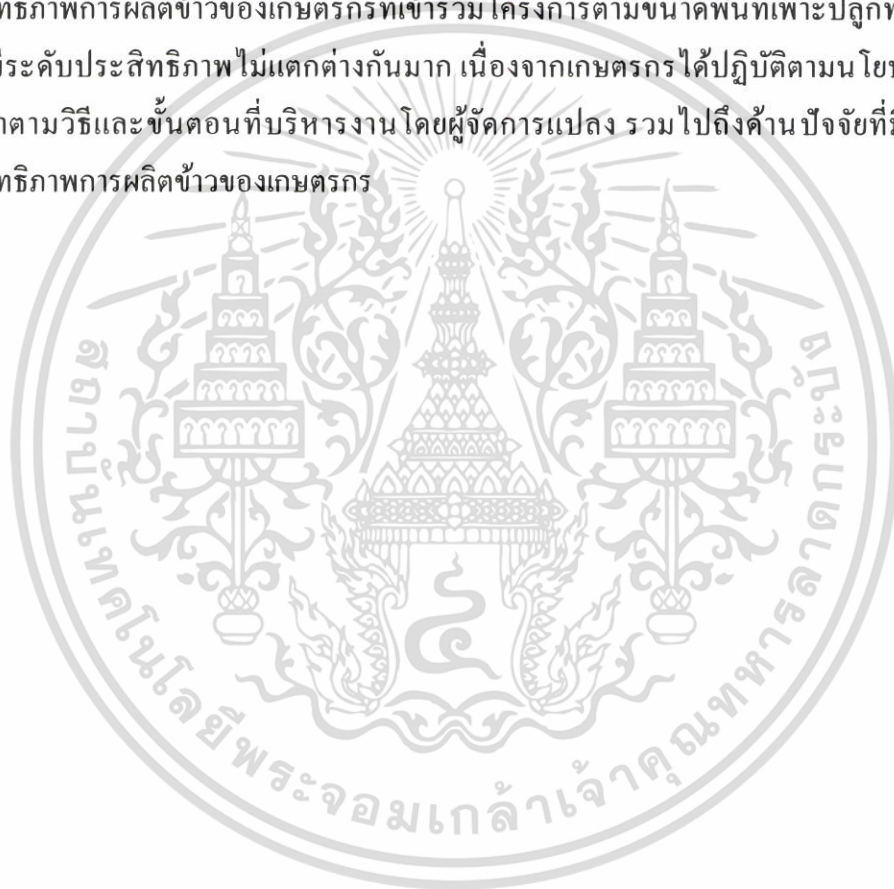 ทธิภาพการผลิตข้าวของเกษตรกรที่เข้าร่วมโครงการตามขนาดพื้นที่เพาะปลูก
ระดับประสิทธิภาพไม่แตกต่างกันมาก เนื่องจากเกษตรกรได้ปฏิบัติตามนโยบ
ตามวิธีและขั้นตอนที่บริหารงานโดยผู้จัดการแปลง รวมไปถึงด้านปัจจัยที่
ทธิภาพการผลิตข้าวของเกษตรกร
๔
สถาบันเทคโนโลยีพระจอมเกล้าเจ้าคุณทหารลาดกระบัง